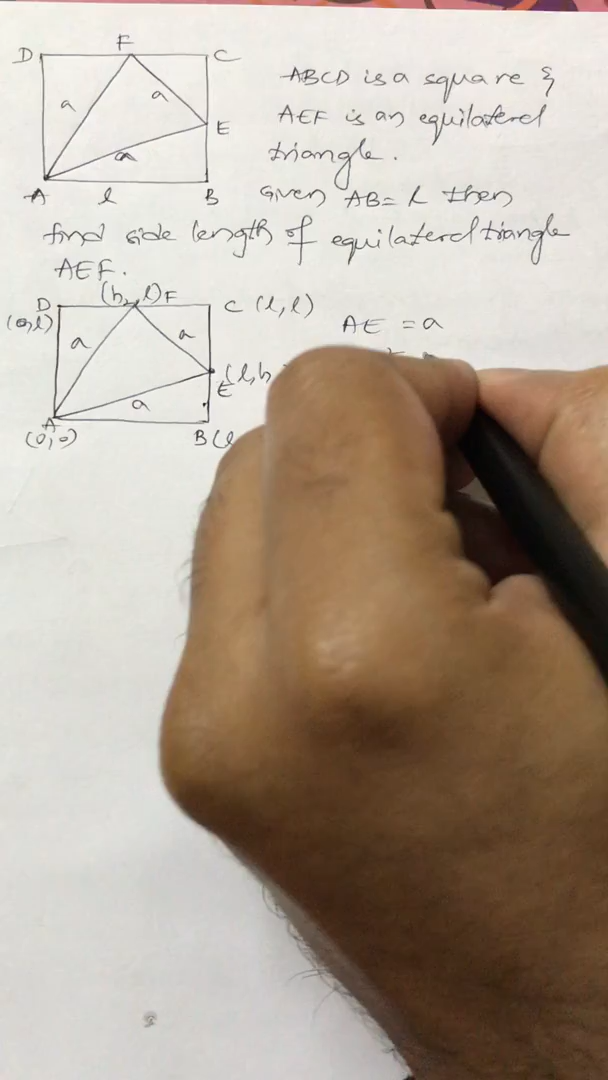 D F C
a a
E
a
A l B
ABCD is a square &
AEF is an equilateral
triangle.
Given AB = l then
find side length of equilateral triangle
AEF.
D (h₂, l) F C (l, l)
(0, l)
a a
E (l, h
a
A
(0, 0) B (l
AE = a